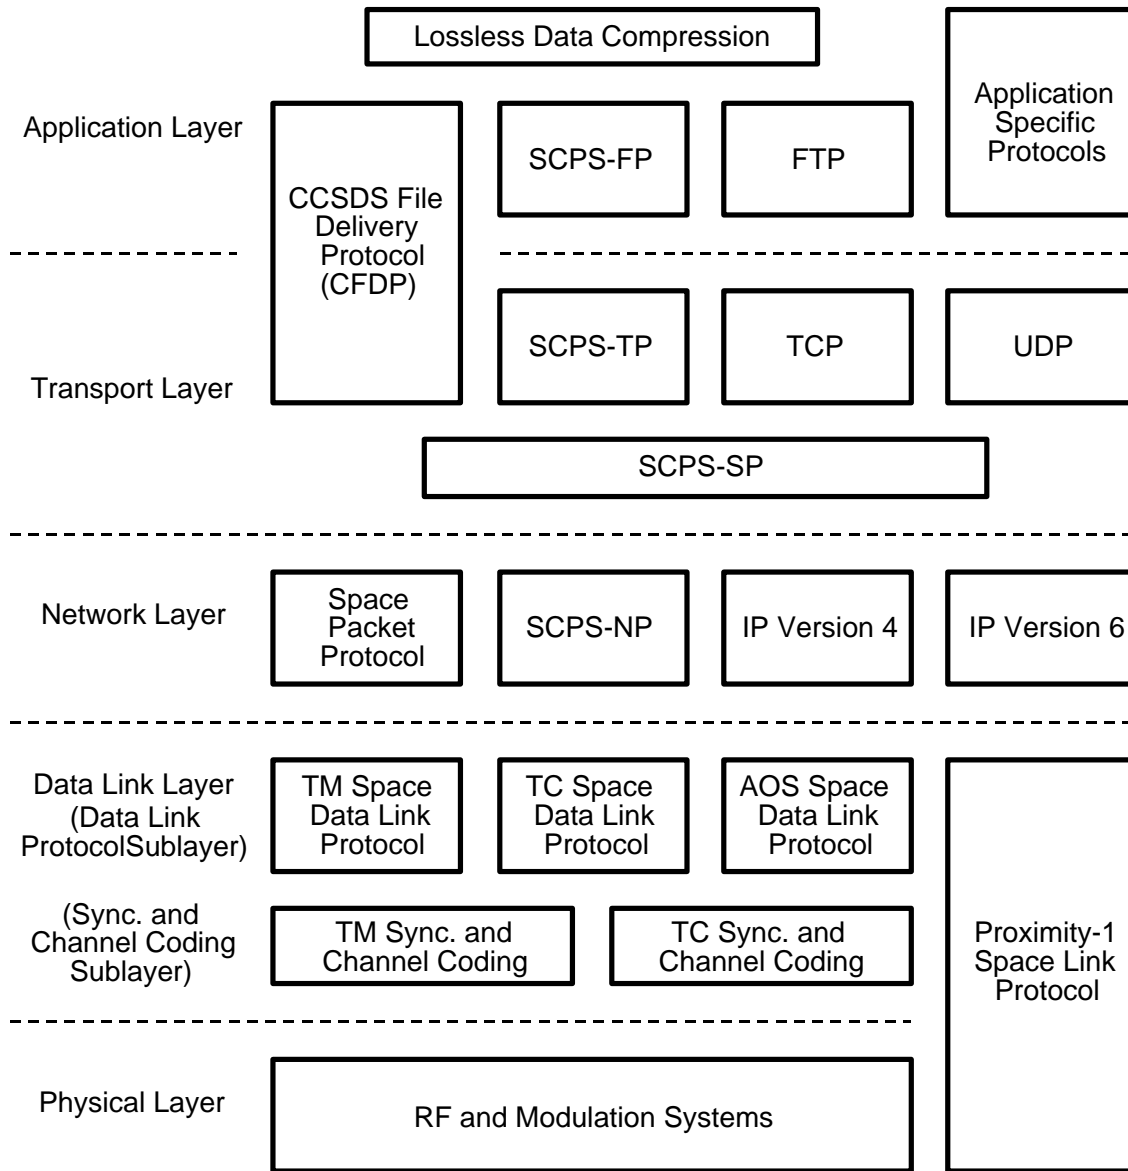 Lossless Data Compression
Application Layer
CCSDS File
Delivery
Protocol
(CFDP)
SCPS-FP
FTP
Application
Specific
Protocols
Transport Layer
SCPS-TP
TCP
UDP
SCPS-SP
Network Layer
Space
Packet
Protocol
SCPS-NP
IP Version 4
IP Version 6
Data Link Layer
(Data Link
ProtocolSublayer)
TM Space
Data Link
Protocol
TC Space
Data Link
Protocol
AOS Space
Data Link
Protocol
(Sync. and
Channel Coding
Sublayer)
TM Sync. and
Channel Coding
TC Sync. and
Channel Coding
Proximity-1
Space Link
Protocol
Physical Layer
RF and Modulation Systems